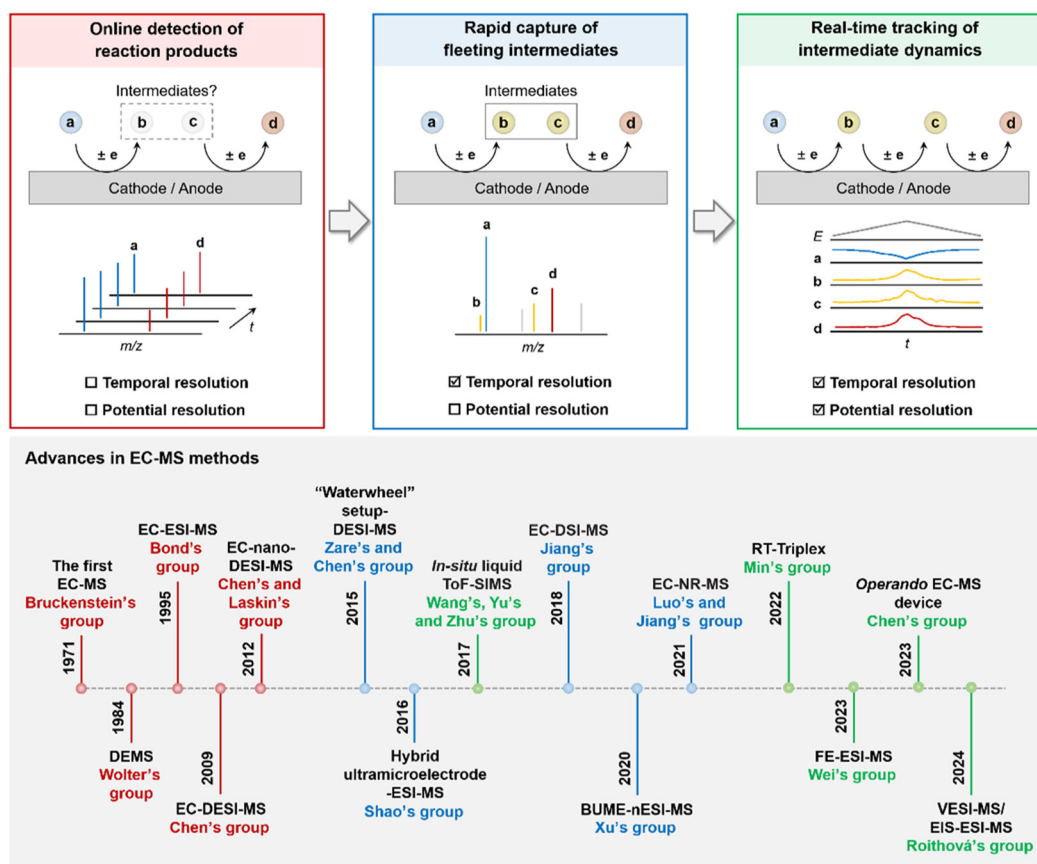 Online detection of
reaction products
Intermediates?
a
b
c
d
± e
± e
Cathode / Anode
a
d
t
m/z
☐ Temporal resolution
☐ Potential resolution
Rapid capture of
fleeting intermediates
Intermediates
a
b
c
d
± e
± e
Cathode / Anode
a
b
c
d
m/z
☑ Temporal resolution
☐ Potential resolution
Real-time tracking of
intermediate dynamics
a
b
c
d
± e
± e
± e
Cathode / Anode
E
a
b
c
d
t
☑ Temporal resolution
☑ Potential resolution
Advances in EC-MS methods
The first
EC-MS
Bruckenstein's
group
1971
1984
DEMS
Wolter's
group
EC-ESI-MS
Bond's
group
1995
2009
EC-DESI-MS
Chen's group
EC-nano-
DESI-MS
Chen's and
Laskin's
group
2012
“Waterwheel”
setup-
DESI-MS
Zare's and
Chen's group
2015
2016
Hybrid
ultramicroelectrode
-ESI-MS
Shao's group
In-situ liquid
ToF-SIMS
Wang's, Yu's
and Zhu's group
2017
EC-DSI-MS
Jiang's
group
2018
2020
BUME-nESI-MS
Xu's group
EC-NR-MS
Luo's and
Jiang's group
2021
RT-Triplex
Min's group
2022
2023
FE-ESI-MS
Wei's group
Operando EC-MS
device
Chen's group
2023
2024
VESI-MS/
EIS-ESI-MS
Roithová's group